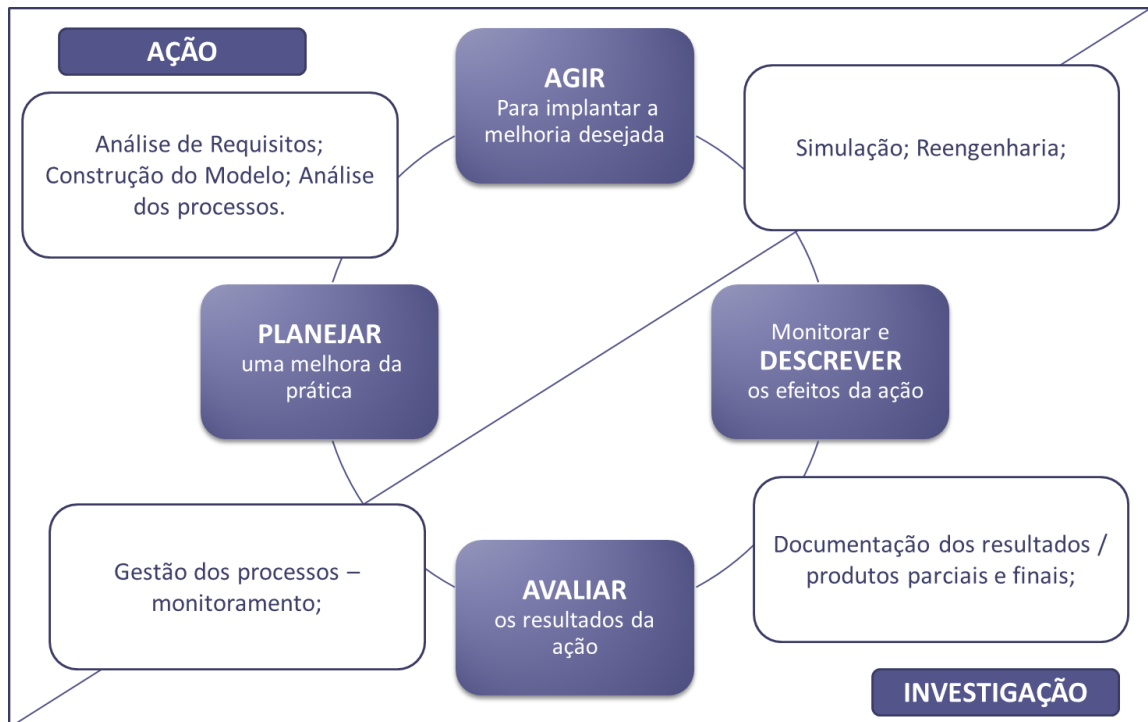 AÇÃO
AGIR
Para implantar a
melhoria desejada
Análise de Requisitos;
Construção do Modelo; Análise
dos processos.
Simulação; Reengenharia;
PLANEJAR
uma melhora da
prática
Monitorar e
DESCREVER
os efeitos da ação
Gestão dos processos –
monitoramento;
AVALIAR
os resultados da
ação
Documentação dos resultados /
produtos parciais e finais;
INVESTIGAÇÃO